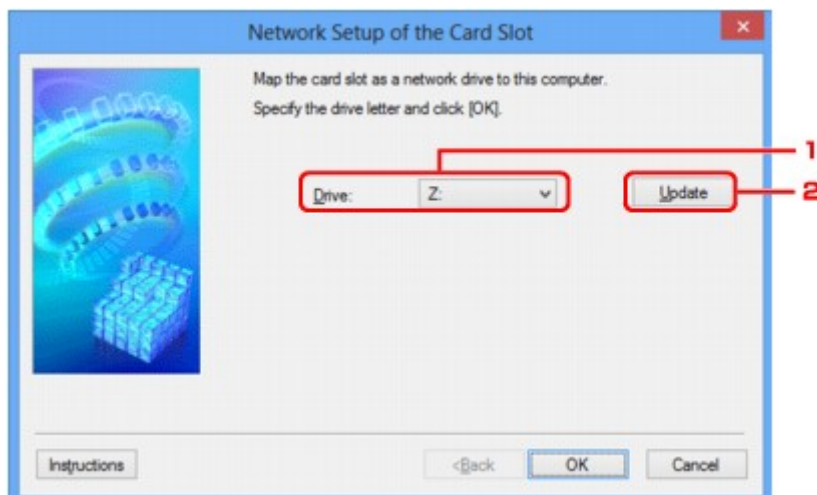 Network Setup of the Card Slot
Map the card slot as a network drive to this computer.
Specify the drive letter and click [OK].
1
Drive: Z: Update
2
Instructions <Back OK Cancel